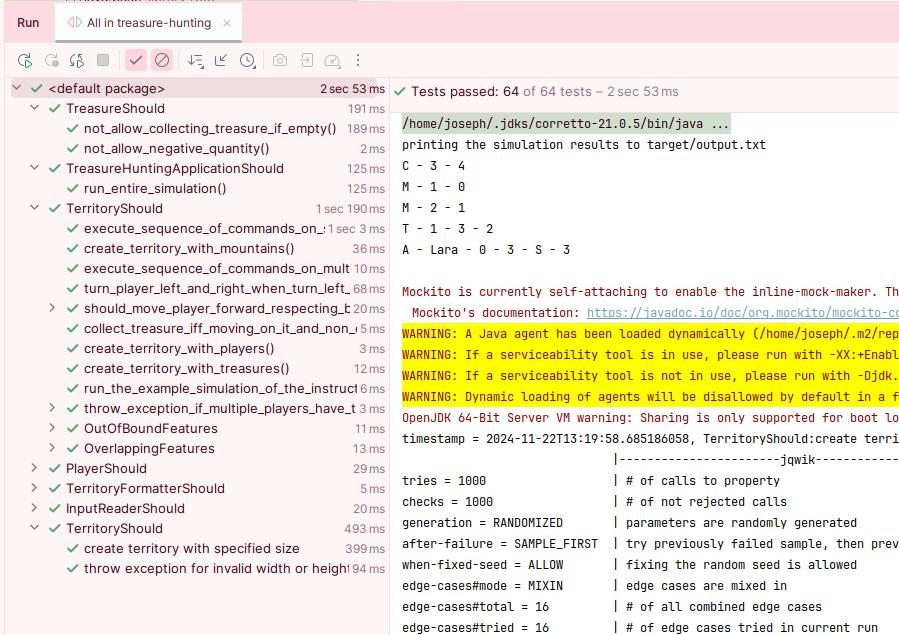 Run
All in treasure-hunting
<default package> 2 sec 53 ms
TreasureShould 191 ms
not_allow_collecting_treasure_if_empty() 189 ms
not_allow_negative_quantity() 2 ms
TreasureHuntingApplicationShould 125 ms
run_entire_simulation() 125 ms
TerritoryShould 1 sec 190 ms
execute_sequence_of_commands_on_s 1 sec 3 ms
create_territory_with_mountains() 36 ms
execute_sequence_of_commands_on_mult 10 ms
turn_player_left_and_right_when_turn_left_ 68 ms
should_move_player_forward_respecting_b 20 ms
collect_treasure_iff_moving_on_it_and_non_e 5 ms
create_territory_with_players() 3 ms
create_territory_with_treasures() 12 ms
run_the_example_simulation_of_the_instruct 6 ms
throw_exception_if_multiple_players_have_t 3 ms
OutOfBoundFeatures 11 ms
OverlappingFeatures 13 ms
PlayerShould 29 ms
TerritoryFormatterShould 5 ms
InputReaderShould 20 ms
TerritoryShould 493 ms
create territory with specified size 399 ms
throw exception for invalid width or height 94 ms
Tests passed: 64 of 64 tests – 2 sec 53 ms
/home/joseph/.jdks/corretto-21.0.5/bin/java ...
printing the simulation results to target/output.txt
C - 3 - 4
M - 1 - 0
M - 2 - 1
T - 1 - 3 - 2
A - Lara - 0 - 3 - S - 3
Mockito is currently self-attaching to enable the inline-mock-maker. Th
Mockito's documentation: https://javadoc.io/doc/org.mockito/mockito-co
WARNING: A Java agent has been loaded dynamically (/home/joseph/.m2/rep
WARNING: If a serviceability tool is in use, please run with -XX:+Enabl
WARNING: If a serviceability tool is not in use, please run with -Djdk.
WARNING: Dynamic loading of agents will be disallowed by default in a f
OpenJDK 64-Bit Server VM warning: Sharing is only supported for boot lo
timestamp = 2024-11-22T13:19:58.685186058, TerritoryShould:create terri
|-----------------------jqwik-----------
tries = 1000 | # of calls to property
checks = 1000 | # of not rejected calls
generation = RANDOMIZED | parameters are randomly generated
after-failure = SAMPLE_FIRST | try previously failed sample, then prev
when-fixed-seed = ALLOW | fixing the random seed is allowed
edge-cases#mode = MIXIN | edge cases are mixed in
edge-cases#total = 16 | # of all combined edge cases
edge-cases#tried = 16 | # of edge cases tried in current run